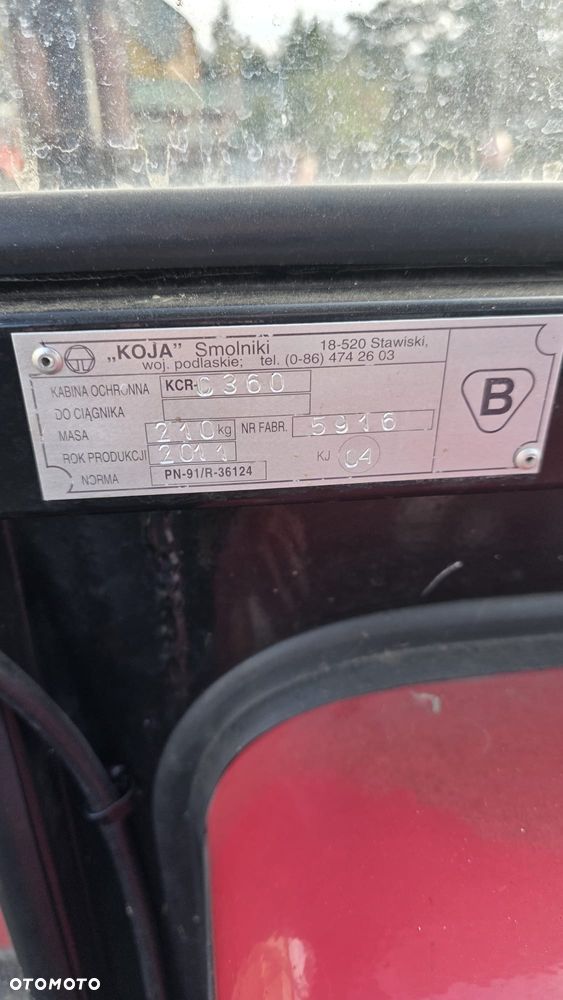 „KOJA” Smolniki 18-520 Stawiski,
woj. podlaskie; tel. (0-86) 474 26 03
KABINA OCHRONNA KCR-C360
DO CIĄGNIKA
MASA 210 kg NR FABR. 5916
ROK PRODUKCJI 2011 KJ 04
NORMA PN-91/R-36124
B
OTOMOTO